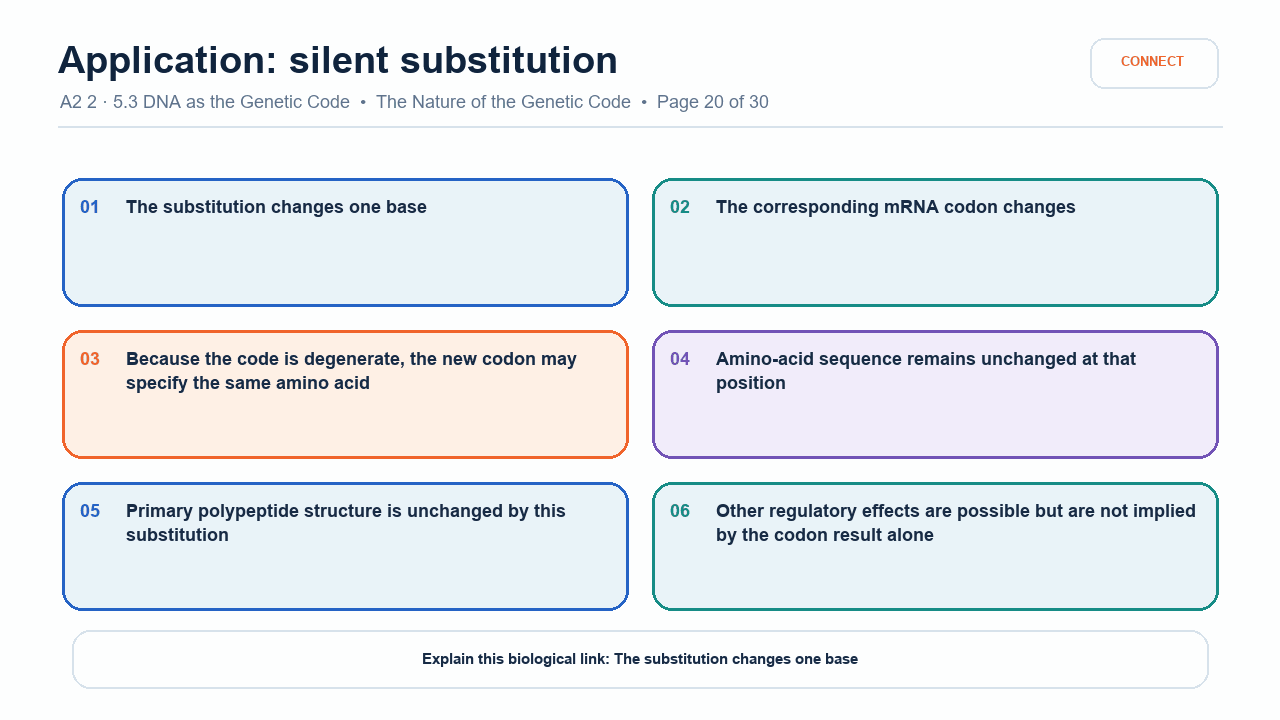 Application: silent substitution
CONNECT
A2 2 · 5.3 DNA as the Genetic Code • The Nature of the Genetic Code • Page 20 of 30
01 The substitution changes one base
02 The corresponding mRNA codon changes
03 Because the code is degenerate, the new codon may
specify the same amino acid
04 Amino-acid sequence remains unchanged at that
position
05 Primary polypeptide structure is unchanged by this
substitution
06 Other regulatory effects are possible but are not implied
by the codon result alone
Explain this biological link: The substitution changes one base